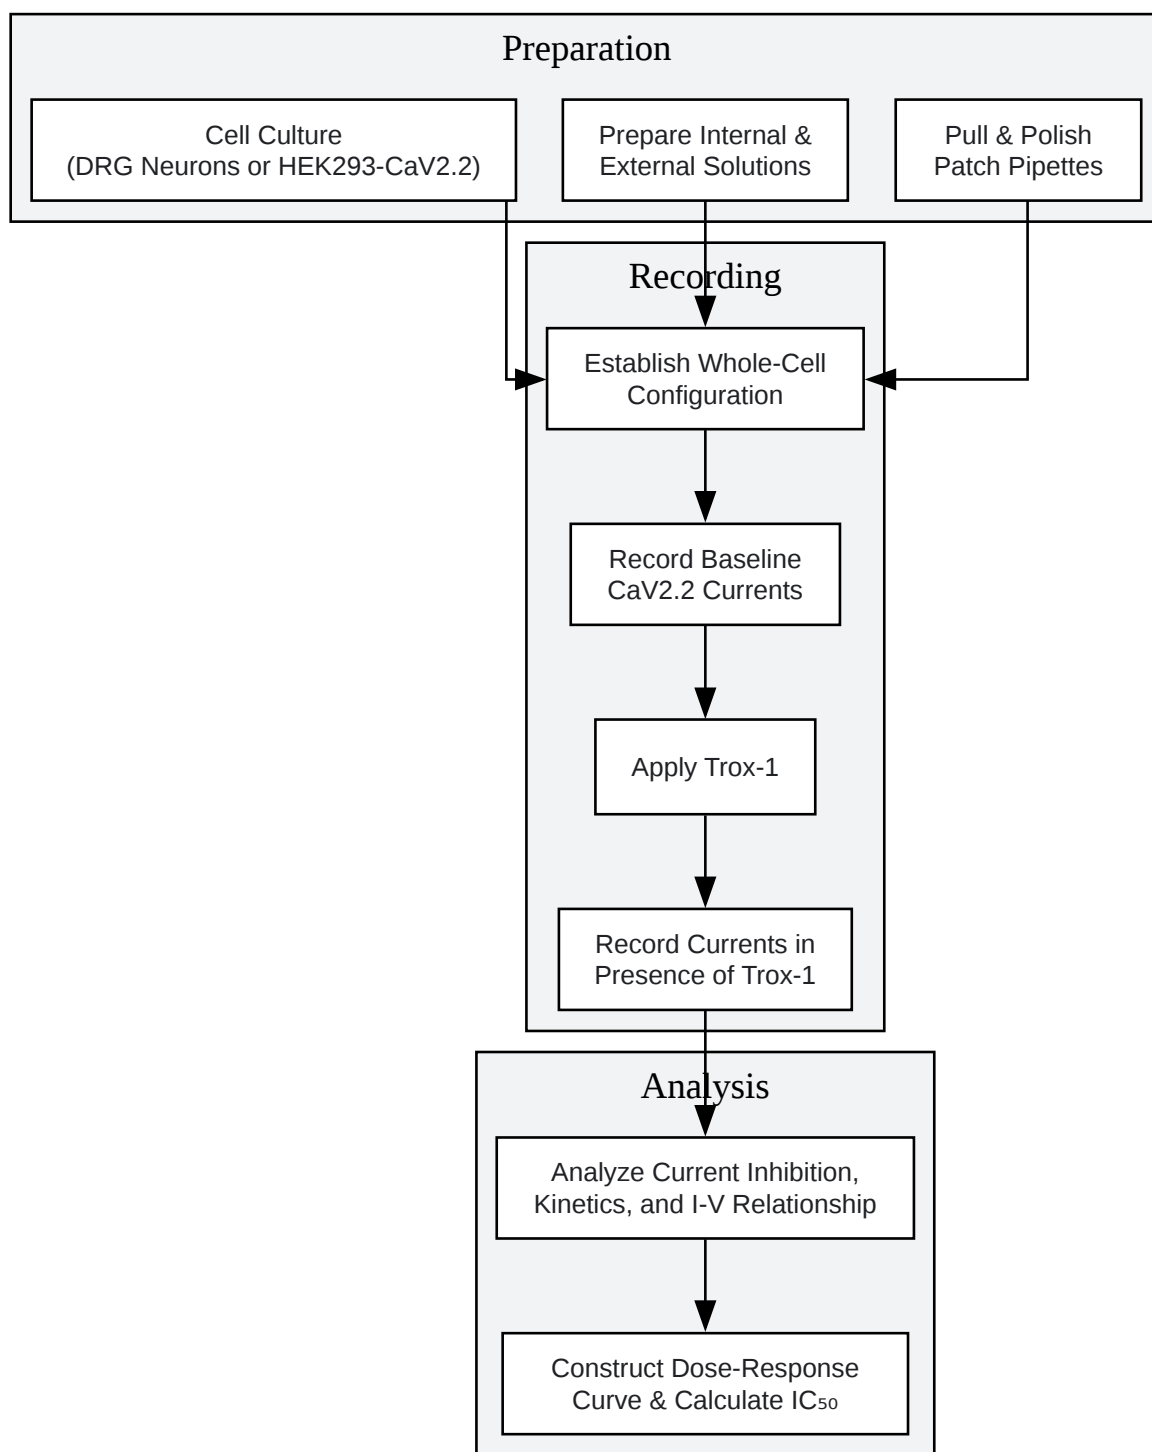 Preparation
Cell Culture
(DRG Neurons or HEK293-CaV2.2)
Prepare Internal &
External Solutions
Pull & Polish
Patch Pipettes
Recording
Establish Whole-Cell
Configuration
Record Baseline
CaV2.2 Currents
Apply Trox-1
Record Currents in
Presence of Trox-1
Analysis
Analyze Current Inhibition,
Kinetics, and I-V Relationship
Construct Dose-Response
Curve & Calculate IC₅₀